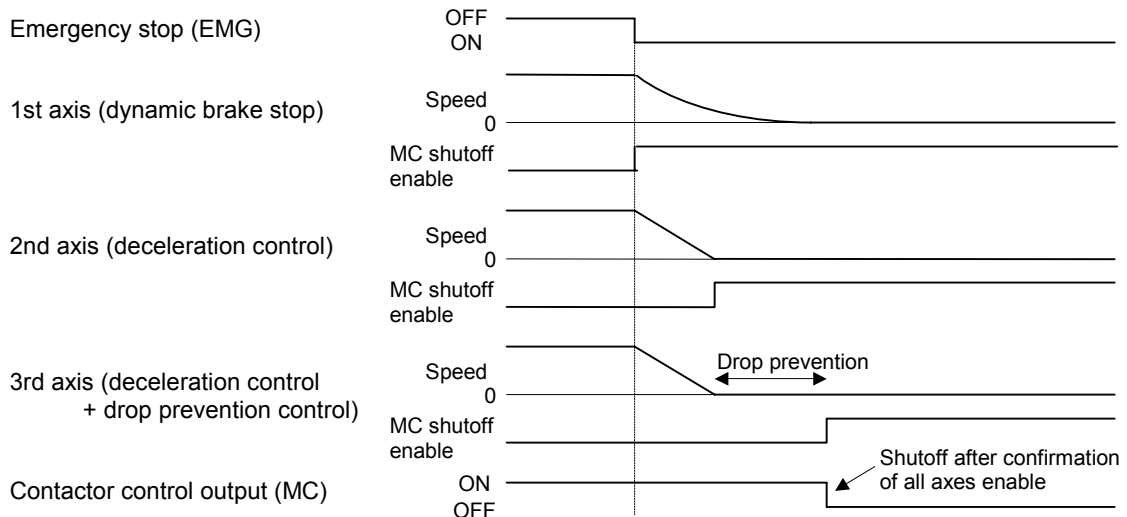 Emergency stop (EMG)
OFF
ON
1st axis (dynamic brake stop)
Speed
0
MC shutoff
enable
2nd axis (deceleration control)
Speed
0
MC shutoff
enable
3rd axis (deceleration control
+ drop prevention control)
Speed
0
Drop prevention
MC shutoff
enable
Contactor control output (MC)
ON
OFF
Shutoff after confirmation
of all axes enable